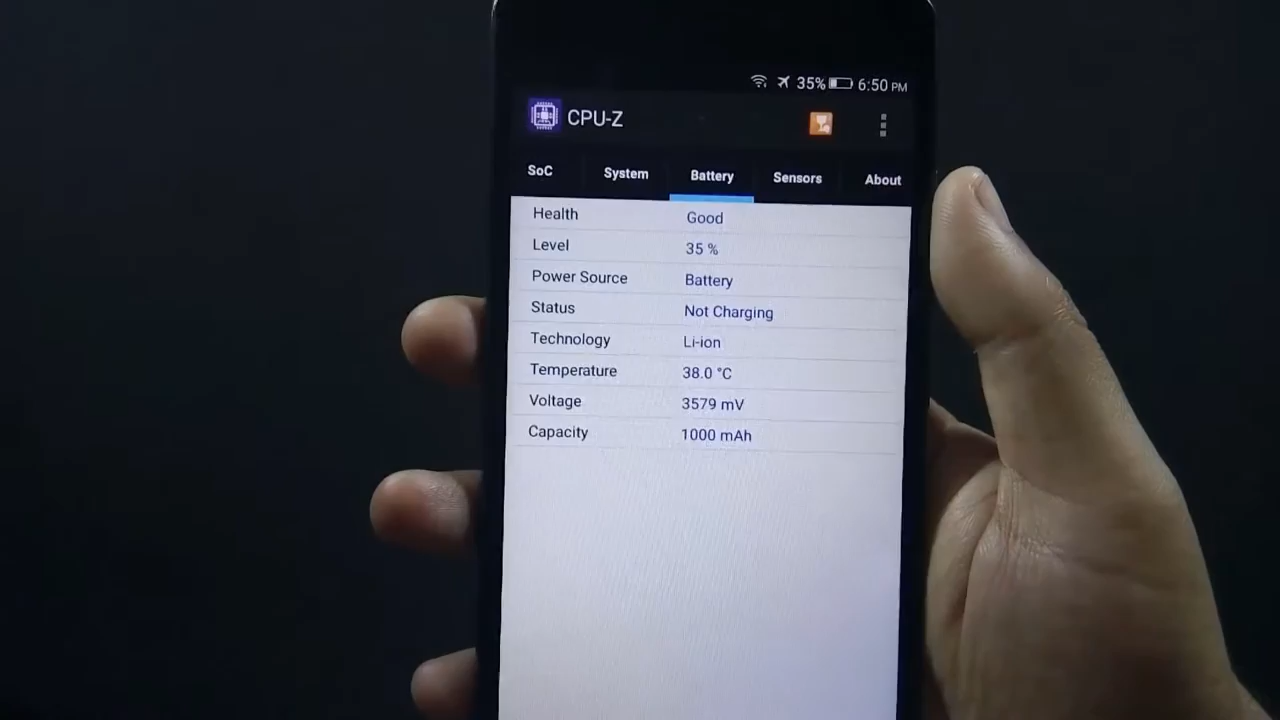 35% 6:50 PM
CPU-Z
SoC System Battery Sensors About
Health Good
Level 35 %
Power Source Battery
Status Not Charging
Technology Li-ion
Temperature 38.0 °C
Voltage 3579 mV
Capacity 1000 mAh